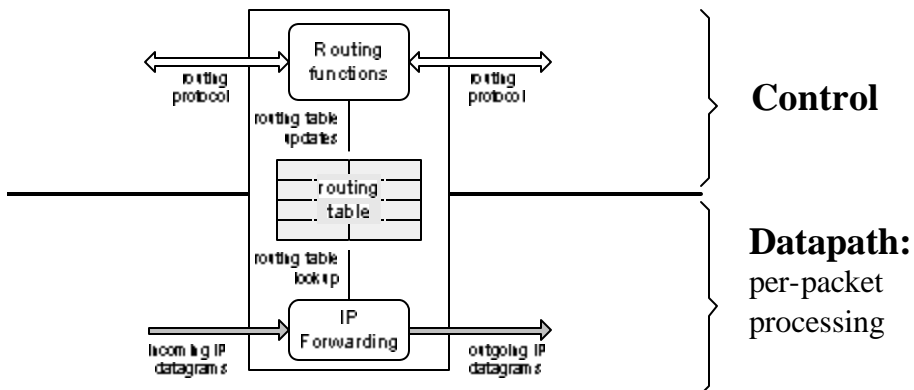 Routing
functions
routing
protocol
routing
protocol
Control
routing table
updates
routing
table
routing table
lookup
Datapath:
per-packet
processing
IP
Forwarding
incoming IP
datagrams
outgoing IP
datagrams